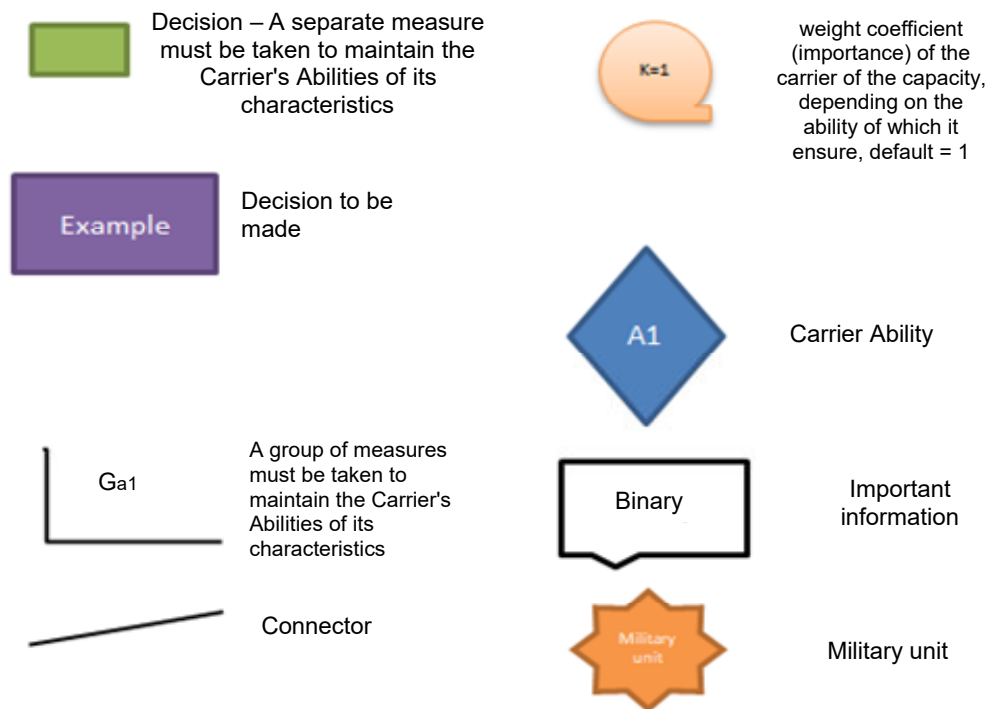 Decision – A separate measure
must be taken to maintain the
Carrier's Abilities of its
characteristics
K=1
weight coefficient
(importance) of the
carrier of the capacity,
depending on the
ability of which it
ensure, default = 1
Example
Decision to be
made
A1
Carrier Ability
Ga1
A group of measures
must be taken to
maintain the Carrier's
Abilities of its
characteristics
Binary
Important
information
Connector
Military
unit
Military unit